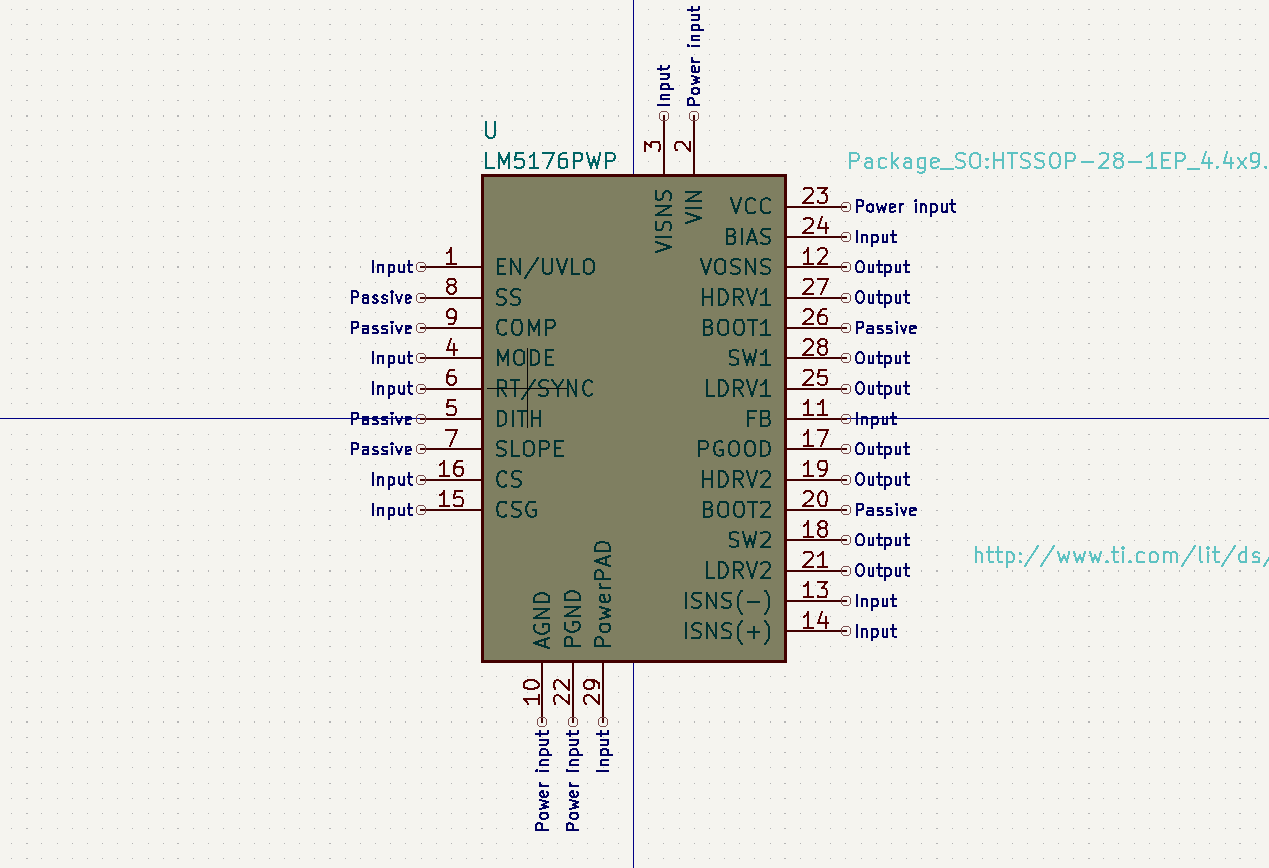 Input
Power input
3
2
U
LM5176PWP
Package_SO:HTSSOP-28-1EP_4.4x9.
VISNS
VIN
VCC 23 Power input
BIAS 24 Input
Input 1 EN/UVLO
VOSNS 12 Output
Passive 8 SS
HDRV1 27 Output
Passive 9 COMP
BOOT1 26 Passive
Input 4 MODE
SW1 28 Output
Input 6 RT/SYNC
LDRV1 25 Output
Passive 5 DITH
FB 11 Input
Passive 7 SLOPE
PGOOD 17 Output
Input 16 CS
HDRV2 19 Output
Input 15 CSG
BOOT2 20 Passive
SW2 18 Output
http://www.ti.com/lit/ds/
LDRV2 21 Output
ISNS(-) 13 Input
ISNS(+) 14 Input
AGND
PGND
PowerPAD
10
22
29
Power input
Power input
Input